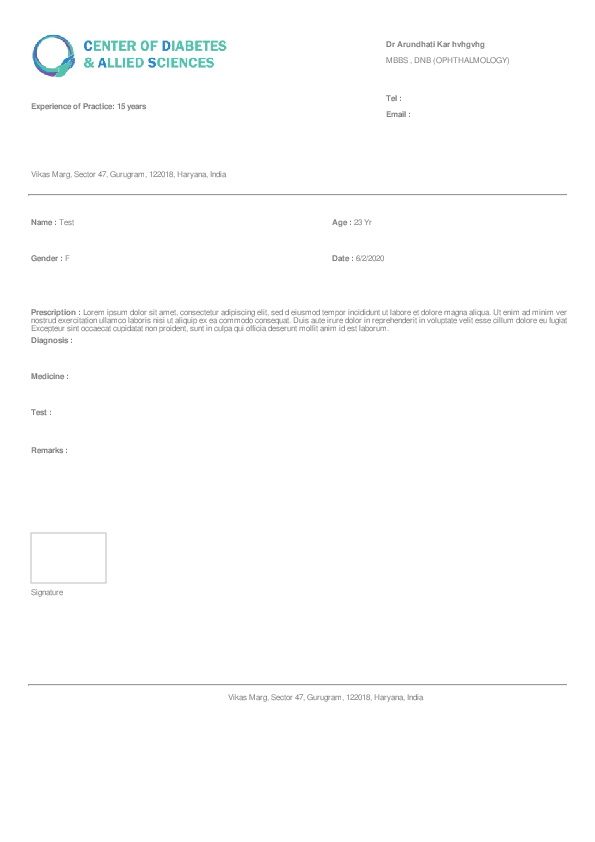 CENTER OF DIABETES
& ALLIED SCIENCES
Dr Arundhati Kar hvhgvhg
MBBS , DNB (OPHTHALMOLOGY)
Tel :
Experience of Practice: 15 years
Email :
Vikas Marg, Sector 47, Gurugram, 122018, Haryana, India
Name : Test Age : 23 Yr
Gender : F Date : 6/2/2020
Prescription : Lorem ipsum dolor sit amet, consectetur adipiscing elit, sed d eiusmod tempor incididunt ut labore et dolore magna aliqua. Ut enim ad minim ver
nostrud exercitation ullamco laboris nisi ut aliquip ex ea commodo consequat. Duis aute irure dolor in reprehenderit in voluptate velit esse cillum dolore eu fugiat
Excepteur sint occaecat cupidatat non proident, sunt in culpa qui officia deserunt mollit anim id est laborum.
Diagnosis :
Medicine :
Test :
Remarks :
Signature
Vikas Marg, Sector 47, Gurugram, 122018, Haryana, India